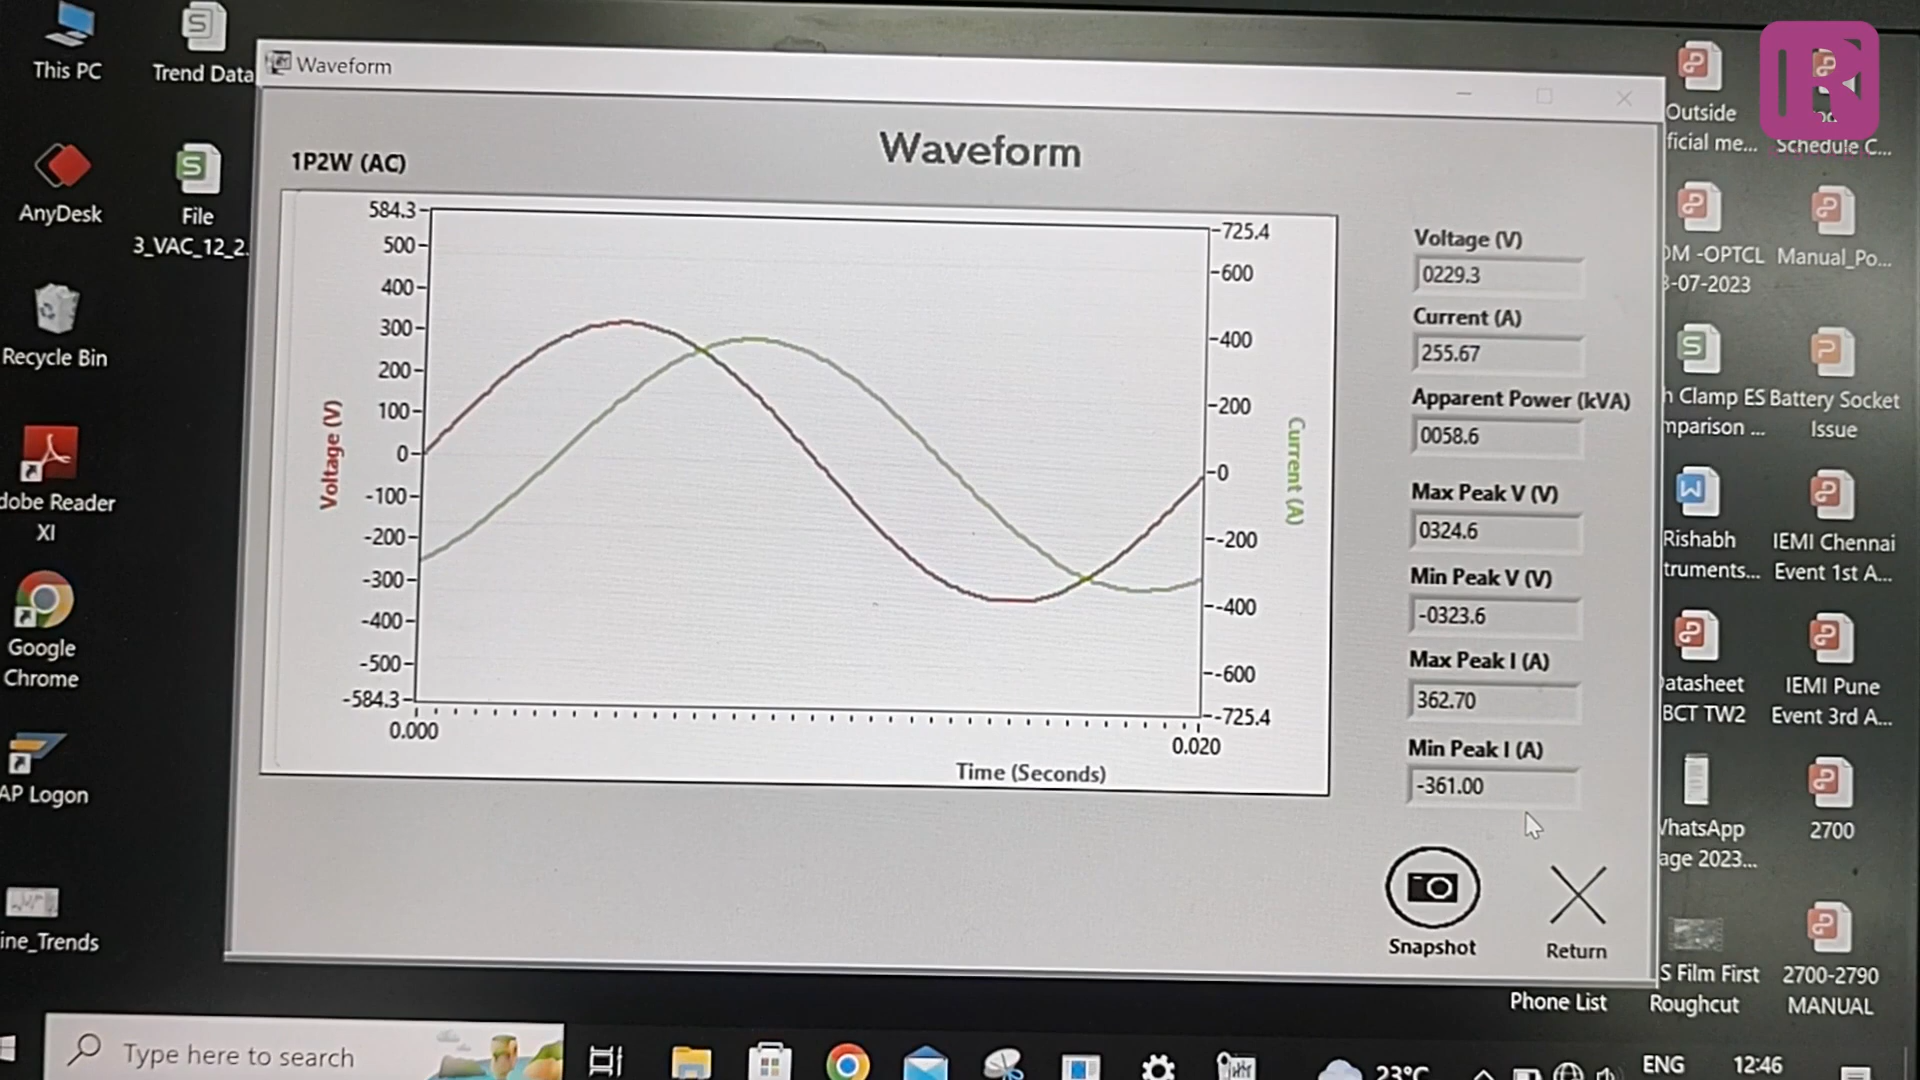 This PC
Trend Data
AnyDesk
File
3_VAC_12_2.
Recycle Bin
dobe Reader
XI
Google
Chrome
AP Logon
ine_Trends
Waveform
Waveform
1P2W (AC)
584.3
500
400
300
200
100
0
-100
-200
-300
-400
-500
-584.3
Voltage (V)
725.4
600
400
200
0
-200
-400
-600
-725.4
Current (A)
0.000
0.020
Time (Seconds)
Voltage (V)
0229.3
Current (A)
255.67
Apparent Power (kVA)
0058.6
Max Peak V (V)
0324.6
Min Peak V (V)
-0323.6
Max Peak I (A)
362.70
Min Peak I (A)
-361.00
Snapshot
Return
Outside
ficial me...
Schedule C...
OM -OPTCL
3-07-2023
Manual_Po...
h Clamp ES
mparison ...
Battery Socket
Issue
Rishabh
truments...
IEMI Chennai
Event 1st A...
atasheet
BCT TW2
IEMI Pune
Event 3rd A...
WhatsApp
age 2023...
2700
S Film First
Roughcut
2700-2790
MANUAL
Phone List
Type here to search
23°C
ENG
12:46